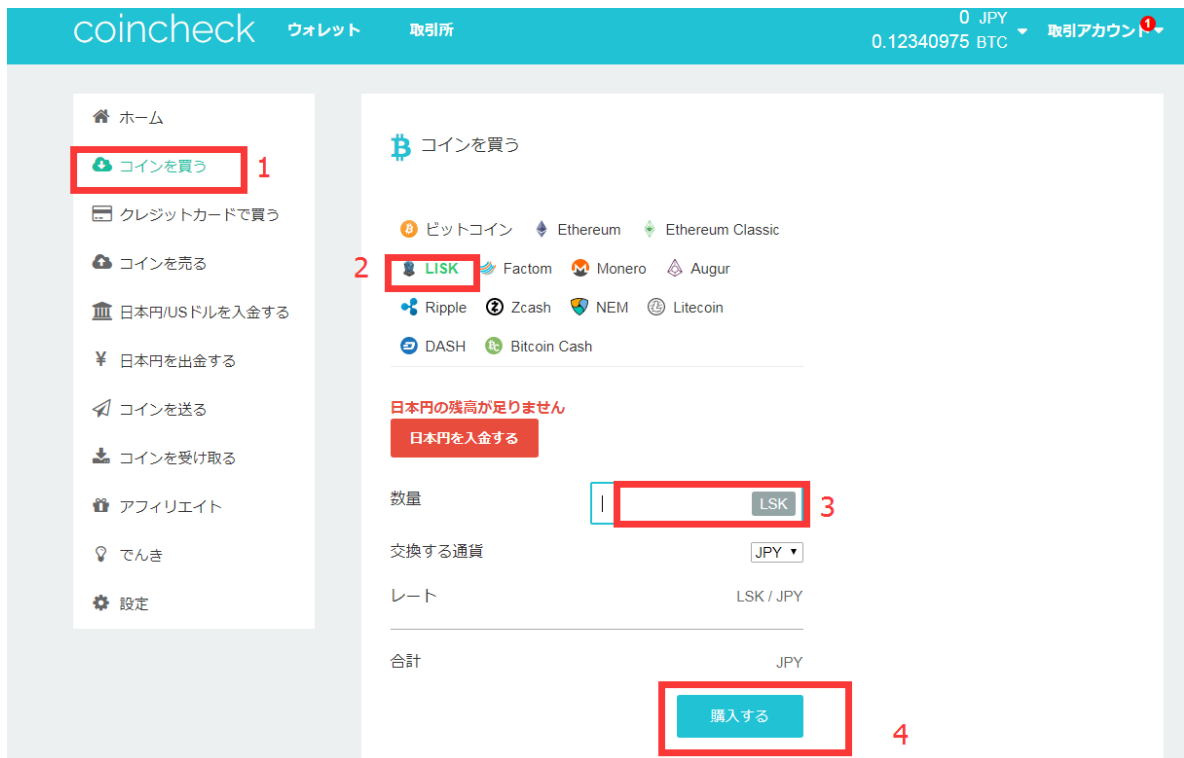 coincheck ウォレット 取引所 0 JPY
0.12340975 BTC 取引アカウント 1
ホーム
コインを買う 1
クレジットカードで買う
コインを売る
日本円/USドルを入金する
日本円を出金する
コインを送る
コインを受け取る
アフィリエイト
でんき
設定
コインを買う
ビットコイン Ethereum Ethereum Classic
2 LISK Factom Monero Augur
Ripple Zcash NEM Litecoin
DASH Bitcoin Cash
日本円の残高が足りません
日本円を入金する
数量 LSK 3
交換する通貨 JPY
レート LSK / JPY
合計 JPY
購入する 4